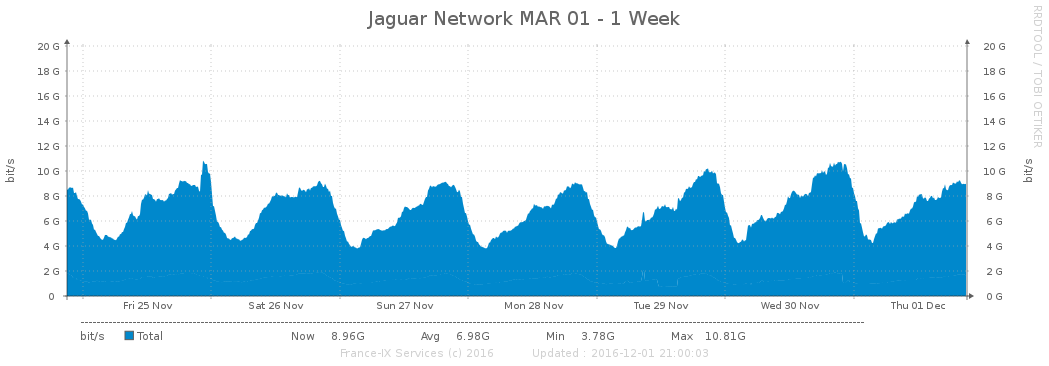 Jaguar Network MAR 01 - 1 Week
RRDTOOL / TOBI OETIKER
bit/s
20 G 20 G
18 G 18 G
16 G 16 G
14 G 14 G
12 G 12 G
10 G 10 G
8 G 8 G
6 G 6 G
4 G 4 G
2 G 2 G
0 0 G
bit/s
Fri 25 Nov Sat 26 Nov Sun 27 Nov Mon 28 Nov Tue 29 Nov Wed 30 Nov Thu 01 Dec
bit/s Total Now 8.96G Avg 6.98G Min 3.78G Max 10.81G
France-IX Services (c) 2016 Updated : 2016-12-01 21:00:03